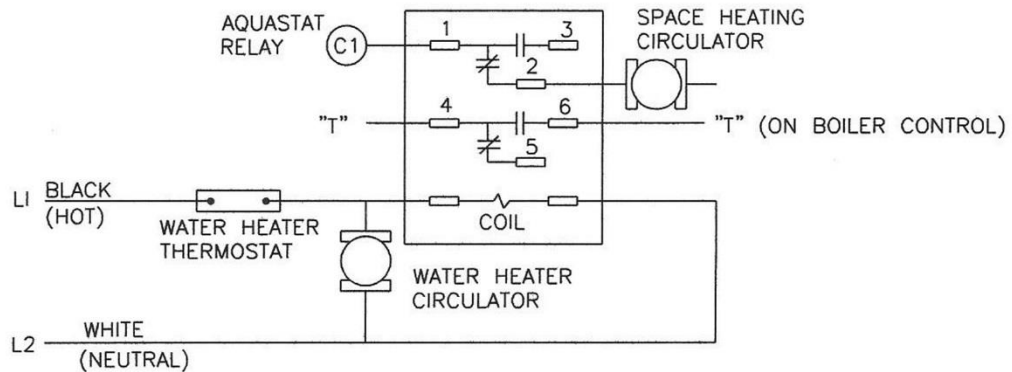 AQUASTAT
RELAY
C1
1
3
2
SPACE HEATING
CIRCULATOR
"T"
4
6
5
"T" (ON BOILER CONTROL)
L1
BLACK
(HOT)
WATER HEATER
THERMOSTAT
COIL
WATER HEATER
CIRCULATOR
L2
WHITE
(NEUTRAL)